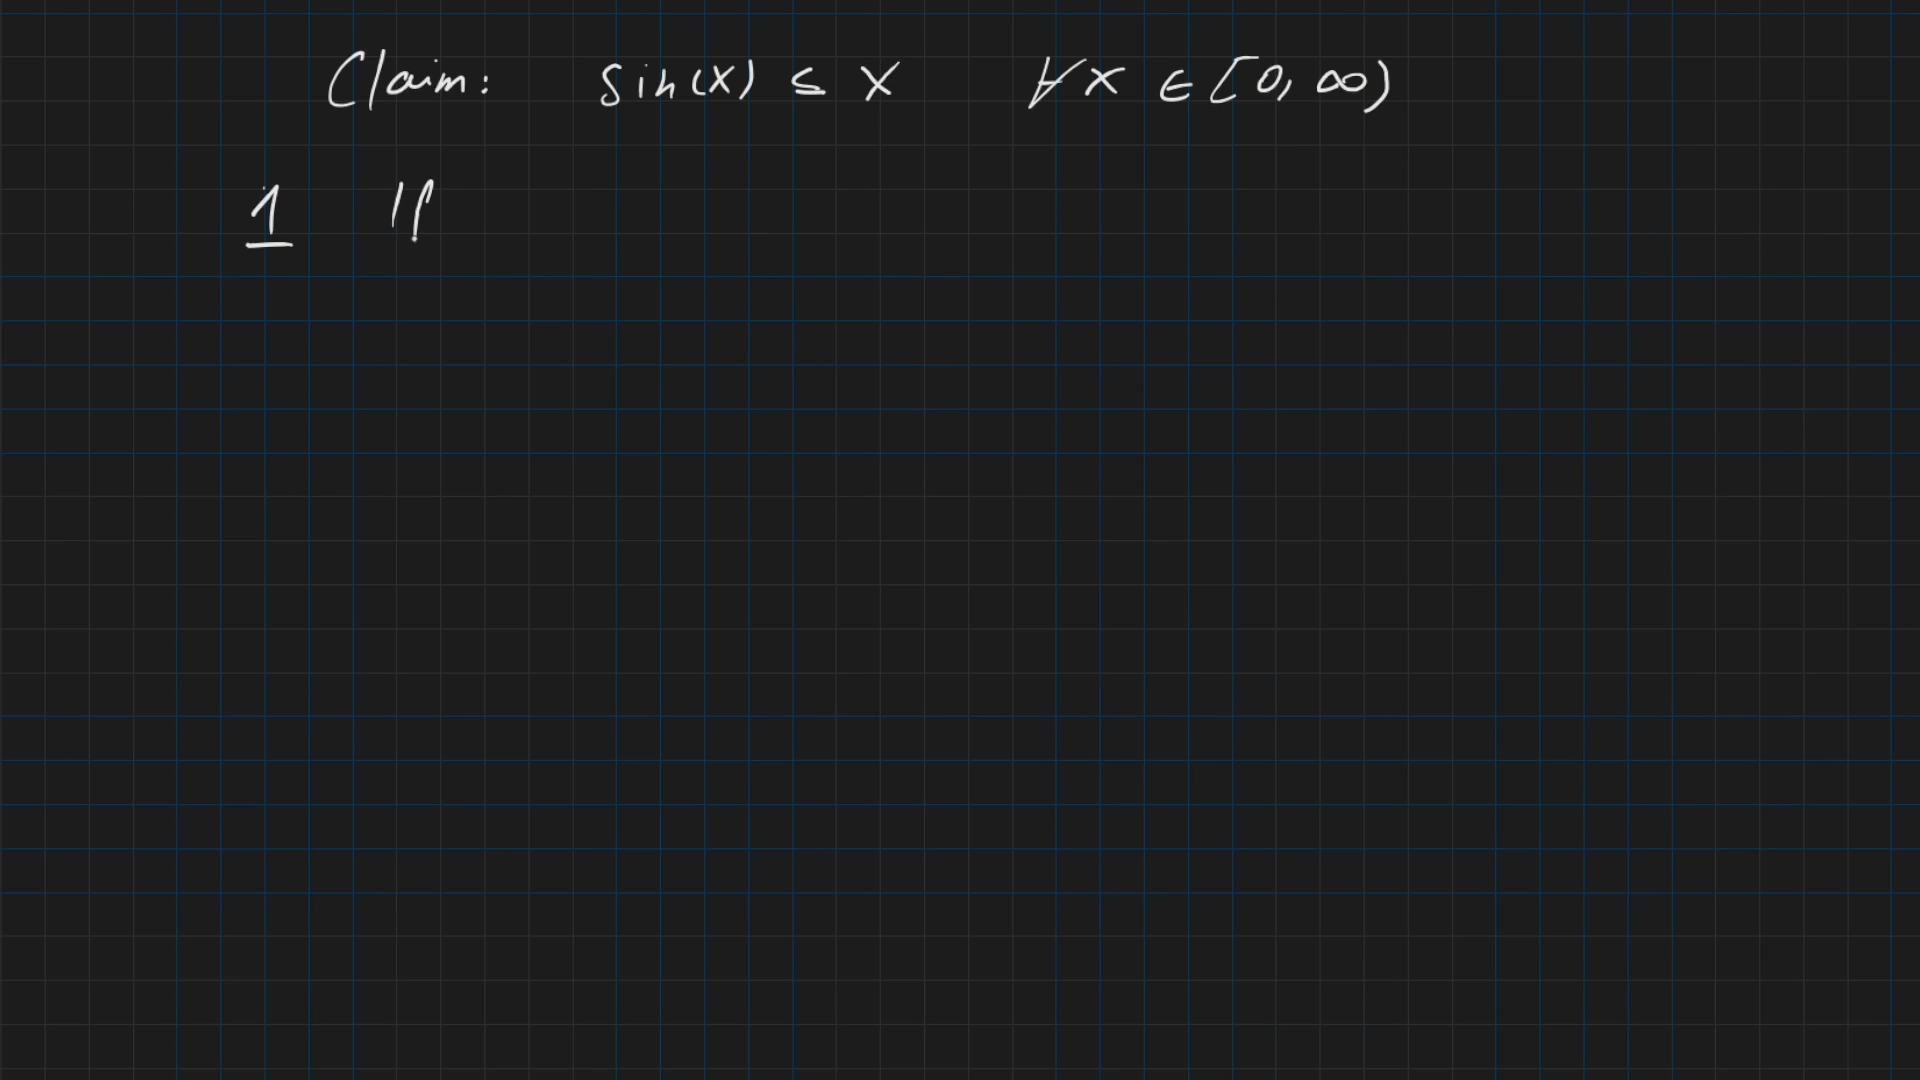 Claim: sin(x) ≤ x ∀x ∈ [0, ∞)
1 If